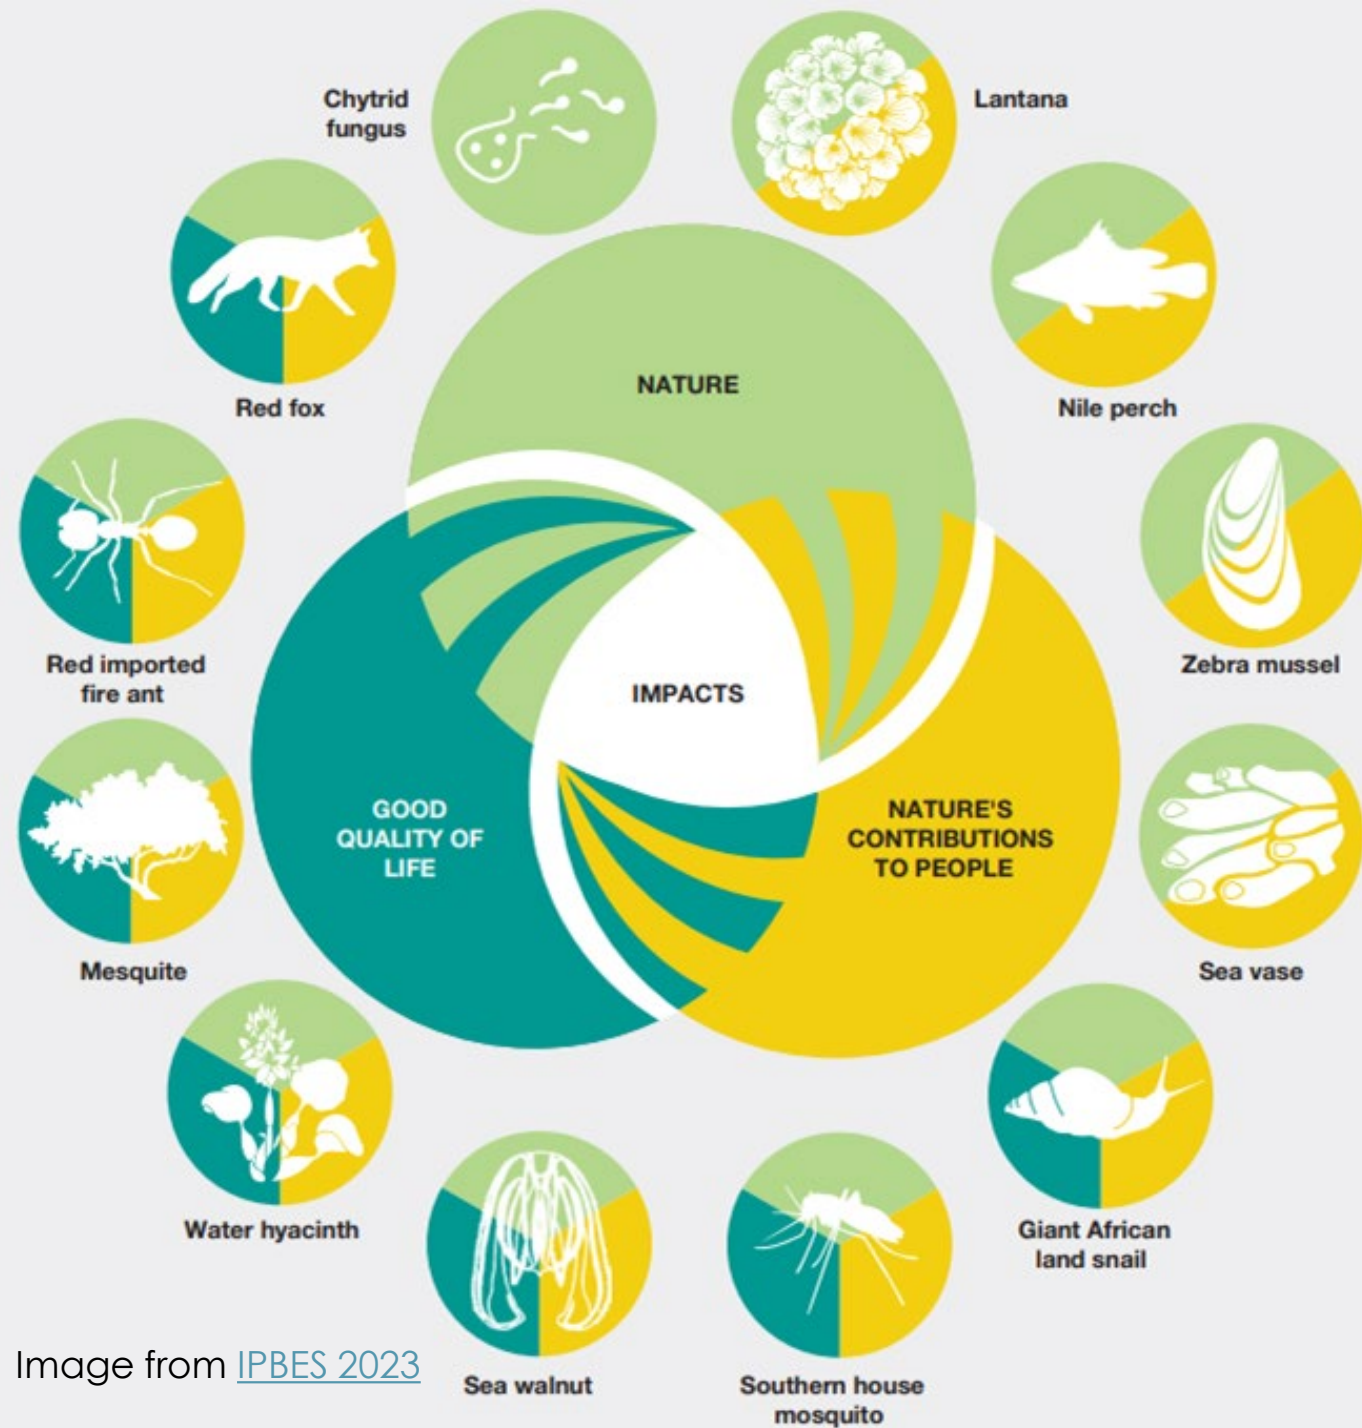 Chytrid
fungus
Lantana
Red fox
NATURE
Nile perch
Red imported
fire ant
IMPACTS
Zebra mussel
GOOD
QUALITY OF
LIFE
NATURE'S
CONTRIBUTIONS
TO PEOPLE
Mesquite
Sea vase
Water hyacinth
Giant African
land snail
Image from IPBES 2023
Sea walnut
Southern house
mosquito